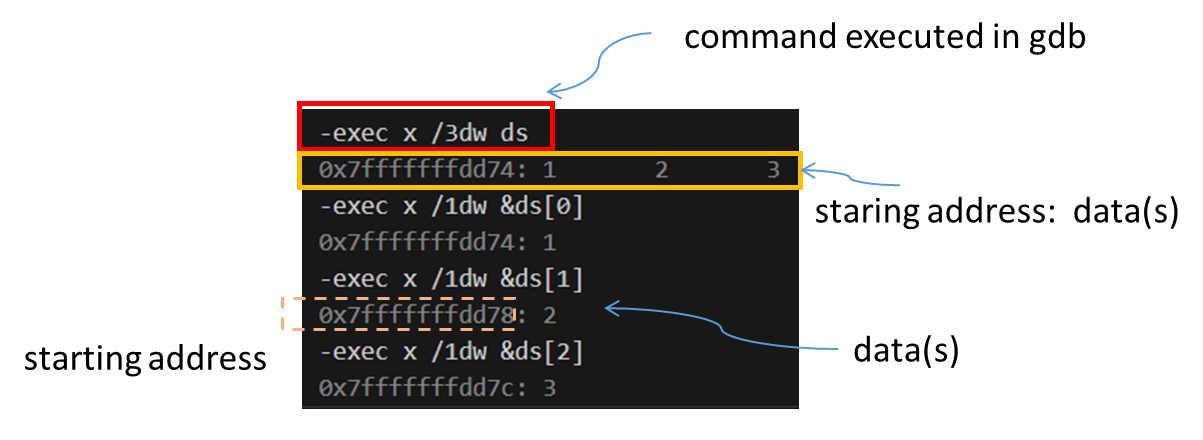 command executed in gdb
-exec x /3dw ds
0x7fffffffdd74: 1 2 3
staring address: data(s)
-exec x /1dw &ds[0]
0x7fffffffdd74: 1
-exec x /1dw &ds[1]
0x7fffffffdd78: 2
starting address
data(s)
-exec x /1dw &ds[2]
0x7fffffffdd7c: 3